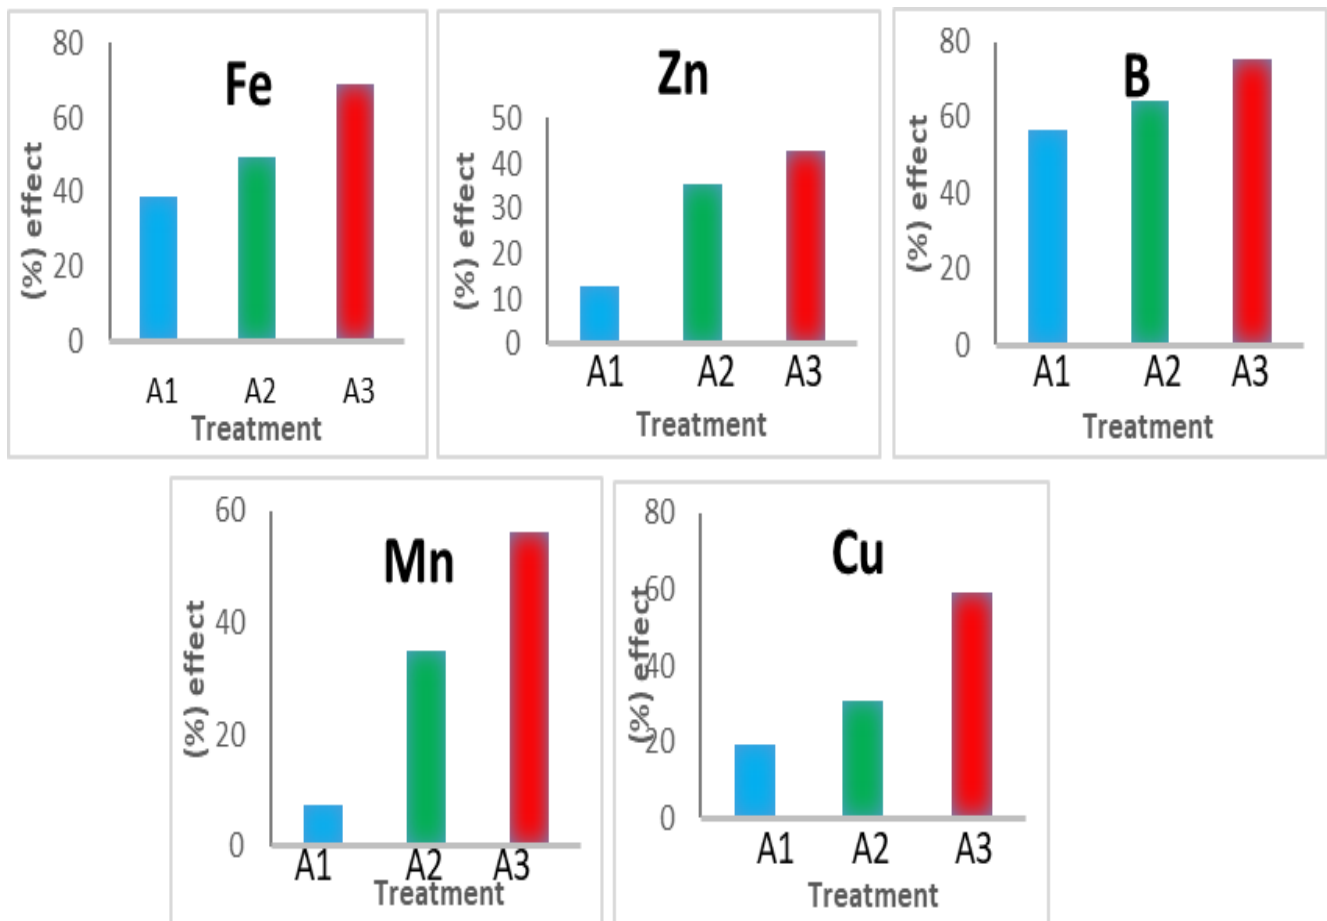 Fe
(%) effect
80
60
40
20
0
A1 A2 A3
Treatment
Zn
(%) effect
50
40
30
20
10
0
A1 A2 A3
Treatment
B
(%) effect
80
60
40
20
0
A1 A2 A3
Treatment
Mn
(%) effect
60
40
20
0
A1 A2 A3
Treatment
Cu
(%) effect
80
60
40
20
0
A1 A2 A3
Treatment